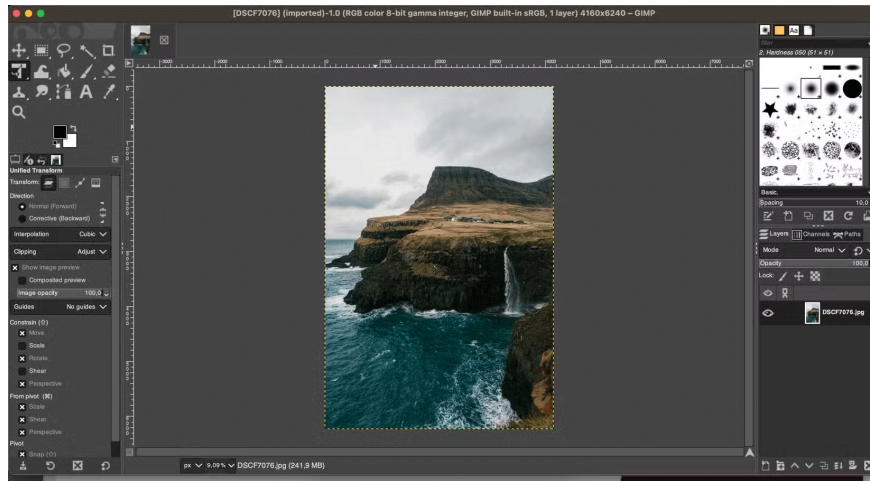 [DSCF7076] (imported)-1.0 (RGB color 8-bit gamma integer, GIMP built-in sRGB, 1 layer) 4160x6240 – GIMP
Unified Transform
Transform:
Direction
Normal (Forward)
Corrective (Backward)
Interpolation Cubic
Clipping Adjust
Show image preview
Composited preview
Image opacity 100,0
Guides No guides
Constrain (⇧)
Move
Scale
Rotate
Shear
Perspective
From pivot (⌘)
Scale
Shear
Perspective
Pivot
Snap (⇧)
px 9,09% DSCF7076.jpg (241,9 MB)
Aa
filter
2. Hardness 050 (51 × 51)
Basic,
Spacing 10,0
Layers Channels Paths
Mode Normal
Opacity 100,0
Lock:
DSCF7076.jpg